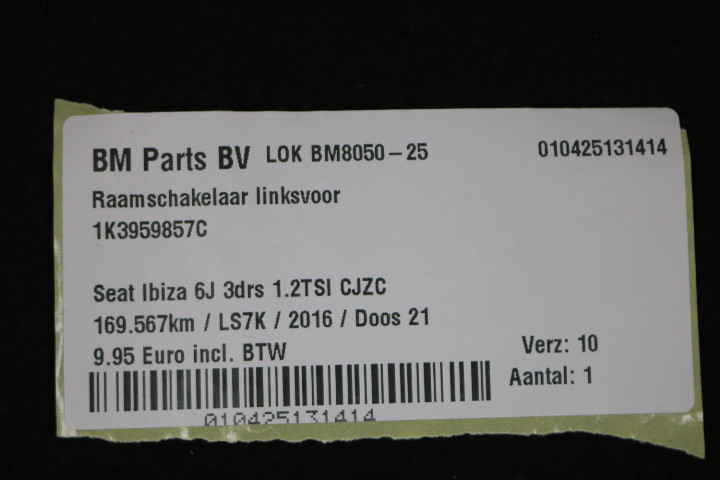 BM Parts BV LOK BM8050-25 010425131414
Raamschakelaar linksvoor
1K3959857C
Seat Ibiza 6J 3drs 1.2TSI CJZC
169.567km / LS7K / 2016 / Doos 21
9.95 Euro incl. BTW Verz: 10
Aantal: 1
010425131414